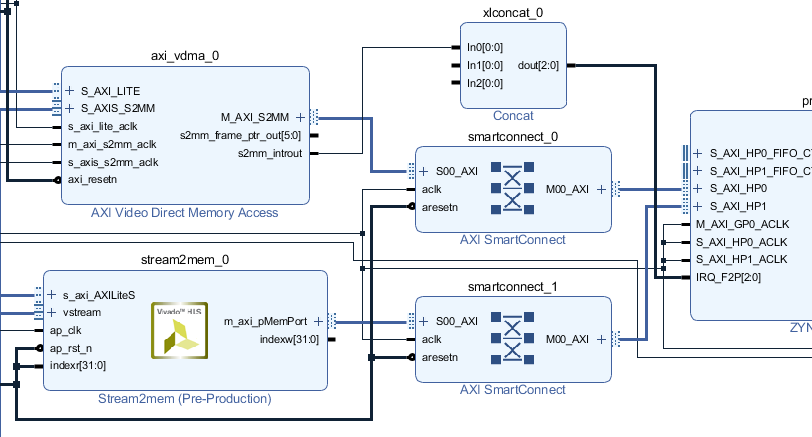 xlconcat_0
In0[0:0]
In1[0:0]
In2[0:0]
dout[2:0]
Concat
axi_vdma_0
S_AXI_LITE
S_AXIS_S2MM
s_axi_lite_aclk
m_axi_s2mm_aclk
s_axis_s2mm_aclk
axi_resetn
M_AXI_S2MM
s2mm_frame_ptr_out[5:0]
s2mm_introut
AXI Video Direct Memory Access
smartconnect_0
S00_AXI
aclk
aresetn
M00_AXI
AXI SmartConnect
pr
S_AXI_HP0_FIFO_CT
S_AXI_HP1_FIFO_CT
S_AXI_HP0
S_AXI_HP1
M_AXI_GP0_ACLK
S_AXI_HP0_ACLK
S_AXI_HP1_ACLK
IRQ_F2P[2:0]
ZYN
stream2mem_0
s_axi_AXILiteS
vstream
ap_clk
ap_rst_n
indexr[31:0]
Vivado™ HLS
m_axi_pMemPort
indexw[31:0]
Stream2mem (Pre-Production)
smartconnect_1
S00_AXI
aclk
aresetn
M00_AXI
AXI SmartConnect